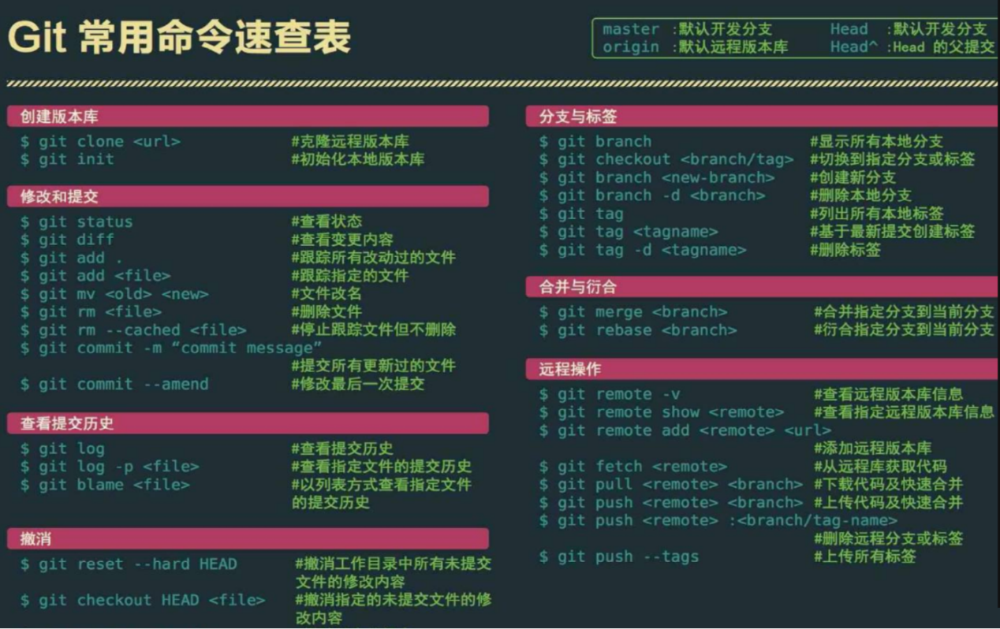 Git 常用命令速查表
master :默认开发分支 Head :默认开发分支
origin :默认远程版本库 Head^ :Head 的父提交
创建版本库
$ git clone <url> #克隆远程版本库
$ git init #初始化本地版本库
修改和提交
$ git status #查看状态
$ git diff #查看变更内容
$ git add . #跟踪所有改动过的文件
$ git add <file> #跟踪指定的文件
$ git mv <old> <new> #文件改名
$ git rm <file> #删除文件
$ git rm --cached <file> #停止跟踪文件但不删除
$ git commit -m “commit message”
#提交所有更新过的文件
$ git commit --amend #修改最后一次提交
查看提交历史
$ git log #查看提交历史
$ git log -p <file> #查看指定文件的提交历史
$ git blame <file> #以列表方式查看指定文件
的提交历史
撤消
$ git reset --hard HEAD #撤消工作目录中所有未提交
文件的修改内容
$ git checkout HEAD <file> #撤消指定的未提交文件的修
改内容
分支与标签
$ git branch #显示所有本地分支
$ git checkout <branch/tag> #切换到指定分支或标签
$ git branch <new-branch> #创建新分支
$ git branch -d <branch> #删除本地分支
$ git tag #列出所有本地标签
$ git tag <tagname> #基于最新提交创建标签
$ git tag -d <tagname> #删除标签
合并与衍合
$ git merge <branch> #合并指定分支到当前分支
$ git rebase <branch> #衍合指定分支到当前分支
远程操作
$ git remote -v #查看远程版本库信息
$ git remote show <remote> #查看指定远程版本库信息
$ git remote add <remote> <url>
#添加远程版本库
$ git fetch <remote> #从远程库获取代码
$ git pull <remote> <branch> #下载代码及快速合并
$ git push <remote> <branch> #上传代码及快速合并
$ git push <remote> :<branch/tag-name>
#删除远程分支或标签
$ git push --tags #上传所有标签